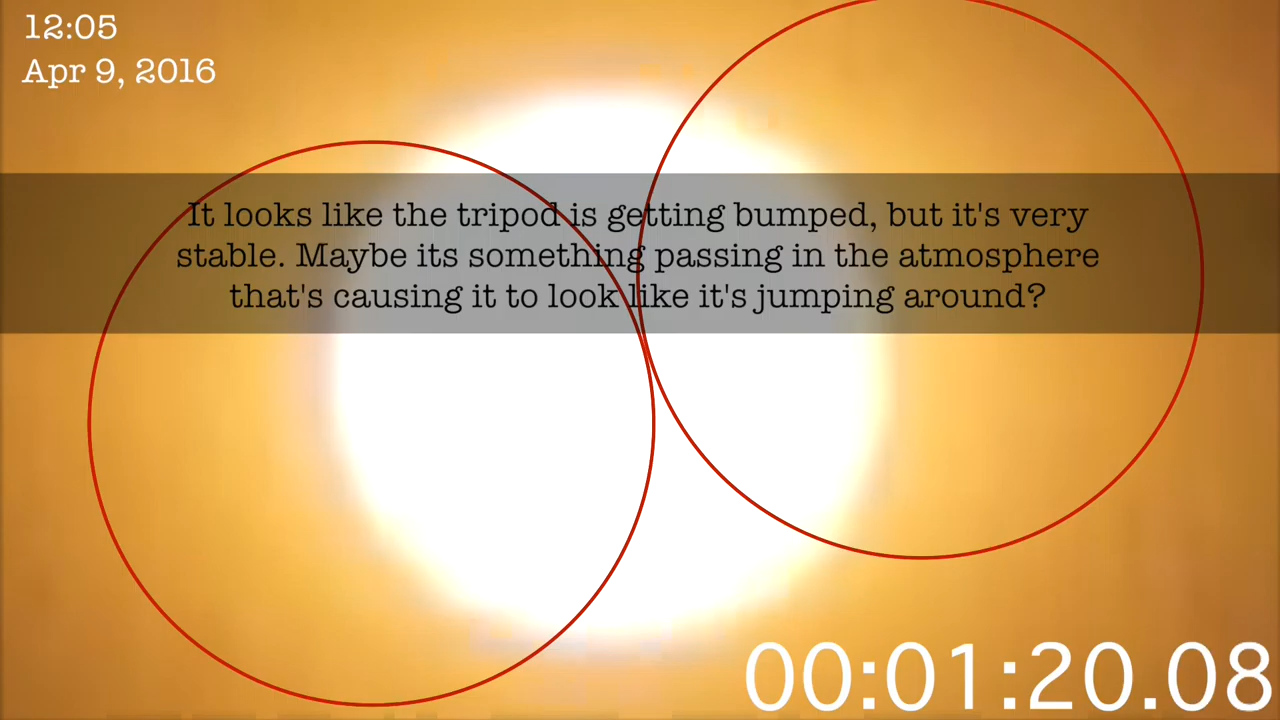 12:05
Apr 9, 2016
It looks like the tripod is getting bumped, but it's very
stable. Maybe its something passing in the atmosphere
that's causing it to look like it's jumping around?
00:01:20.08